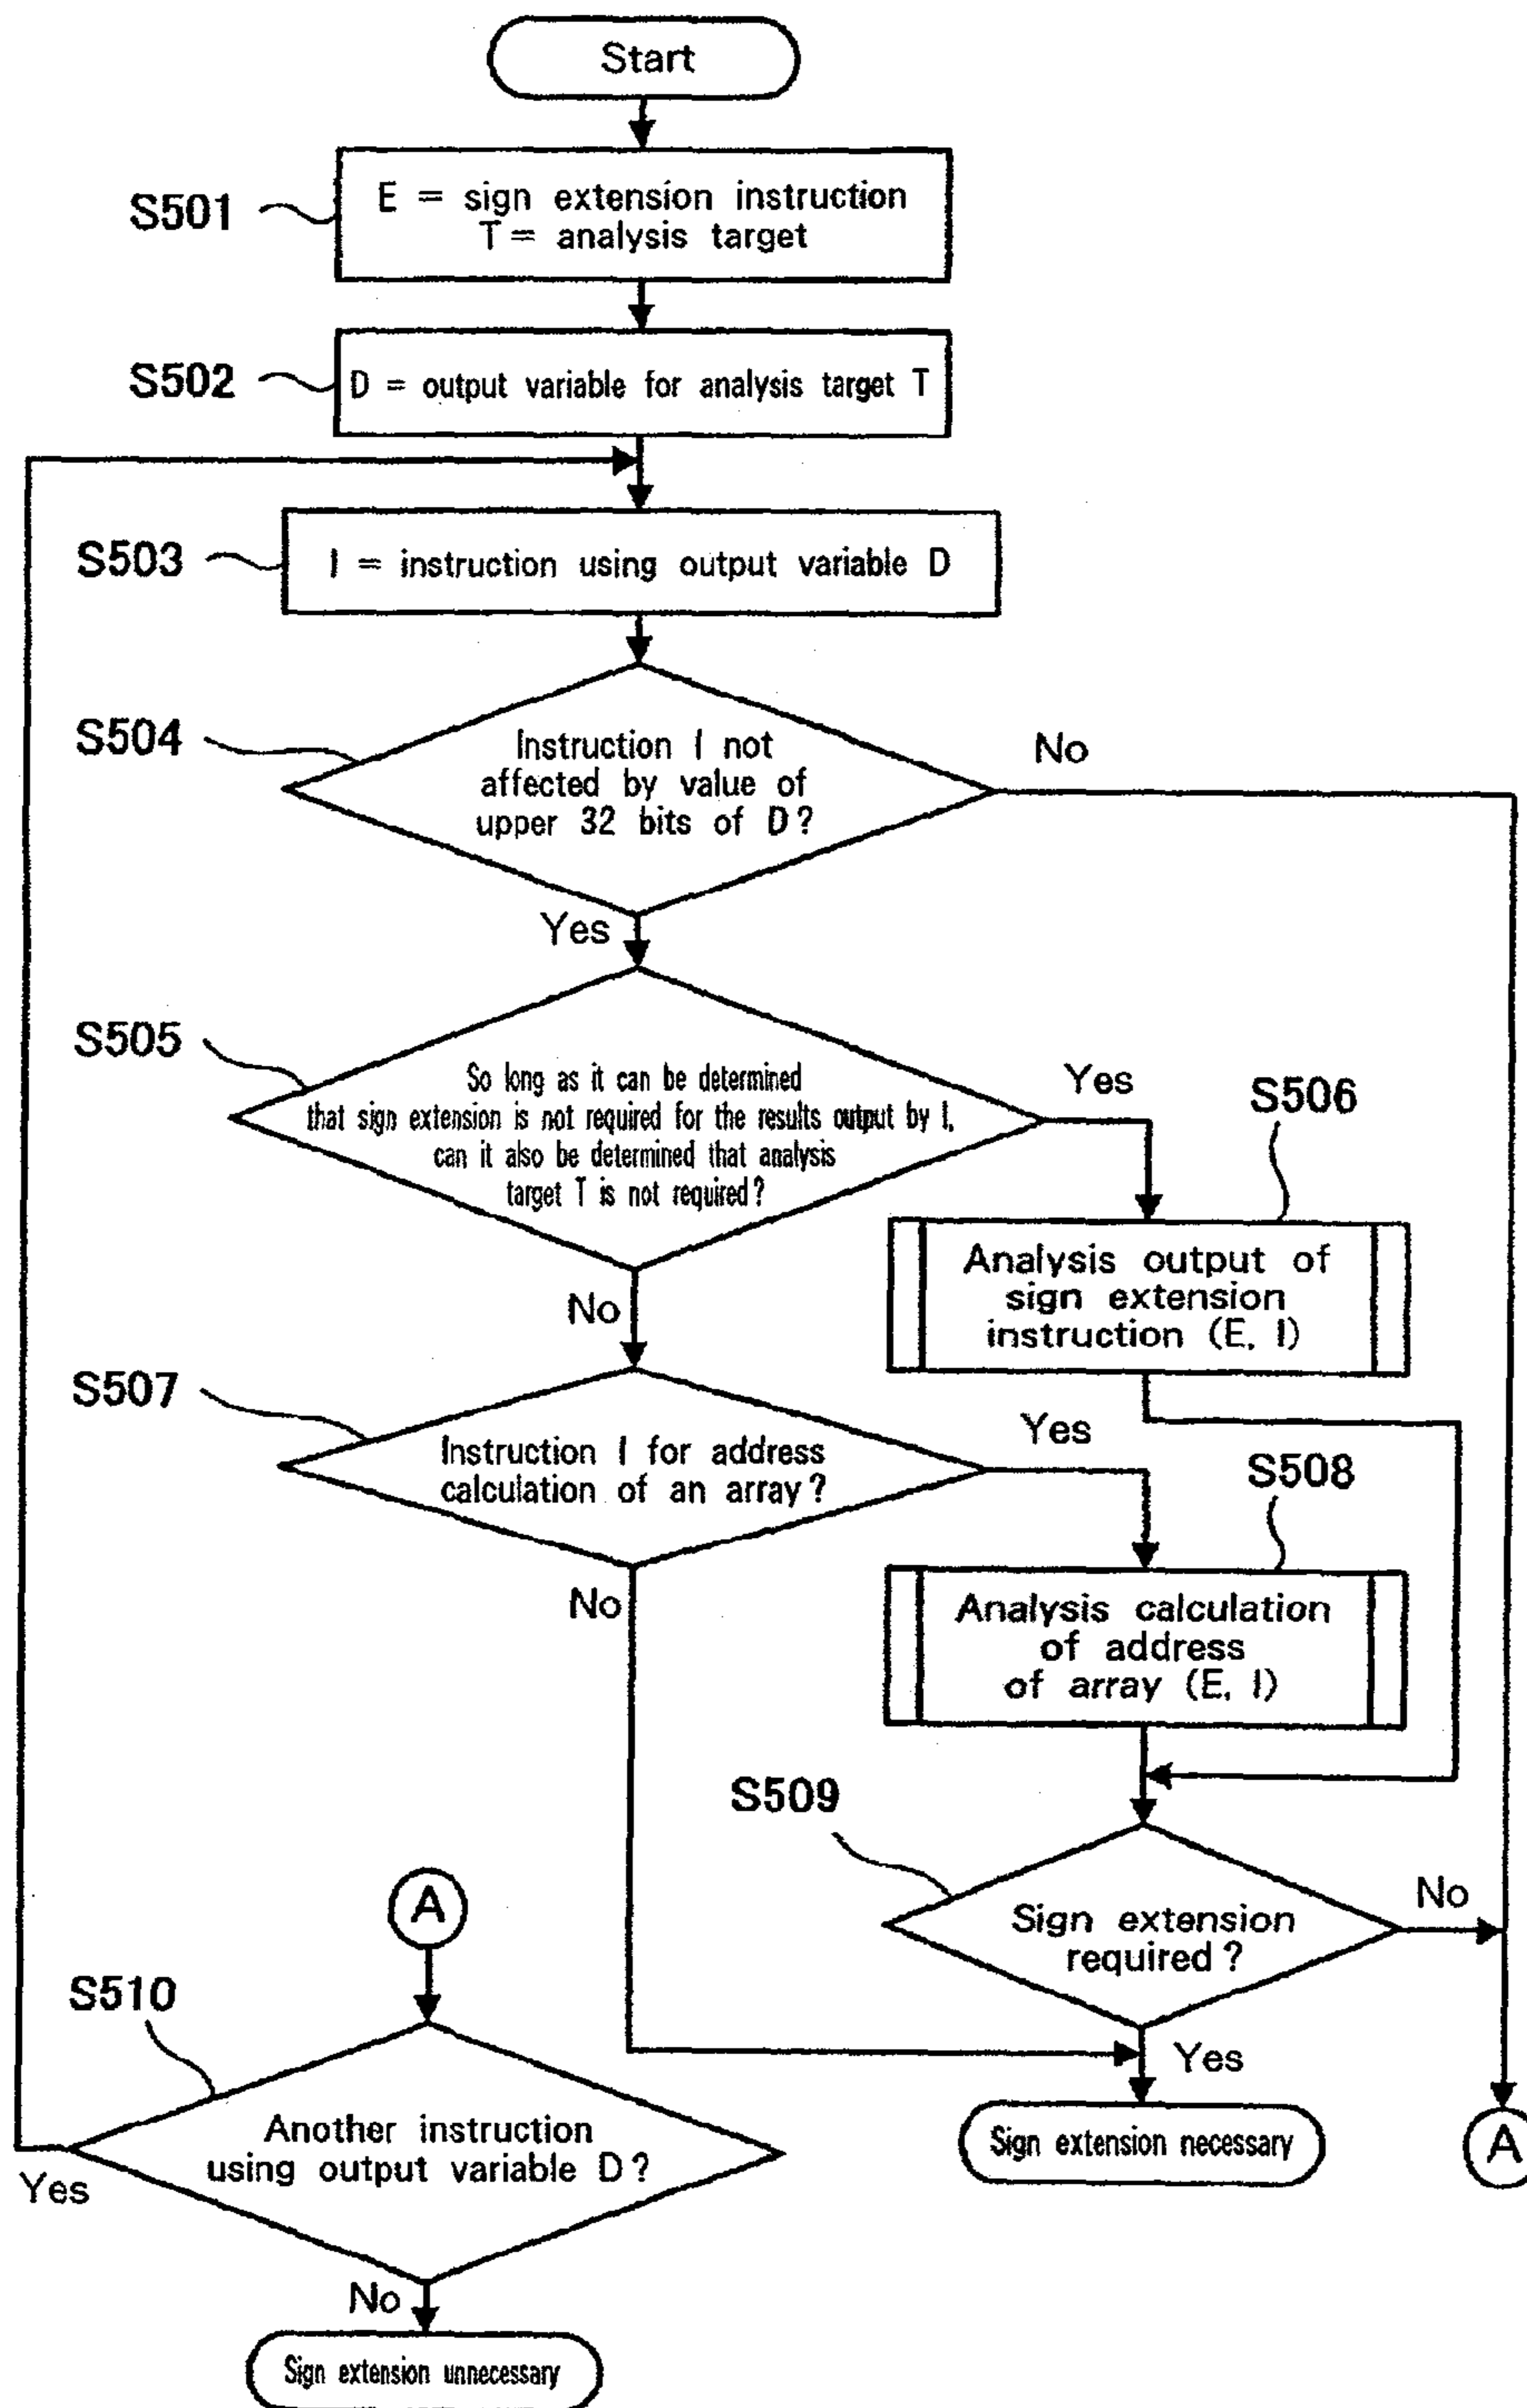 Start
S501
E = sign extension instruction
T = analysis target
S502
D = output variable for analysis target T
S503
I = instruction using output variable D
S504
Instruction I not
affected by value of
upper 32 bits of D?
No
Yes
S505
So long as it can be determined
that sign extension is not required for the results output by I,
can it also be determined that analysis
target T is not required?
Yes
S506
Analysis output of
sign extension
instruction (E, I)
No
S507
Instruction I for address
calculation of an array?
Yes
S508
Analysis calculation
of address
of array (E, I)
No
S509
Sign extension
required?
No
Yes
Sign extension necessary
A
A
S510
Another instruction
using output variable D?
Yes
No
Sign extension unnecessary